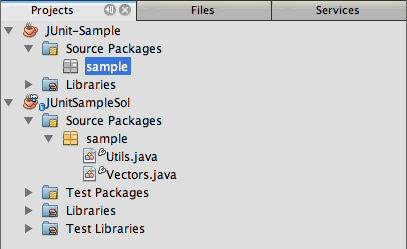 Projects Files Services
JUnit-Sample
Source Packages
sample
Libraries
JUnitSampleSol
Source Packages
sample
Utils.java
Vectors.java
Test Packages
Libraries
Test Libraries